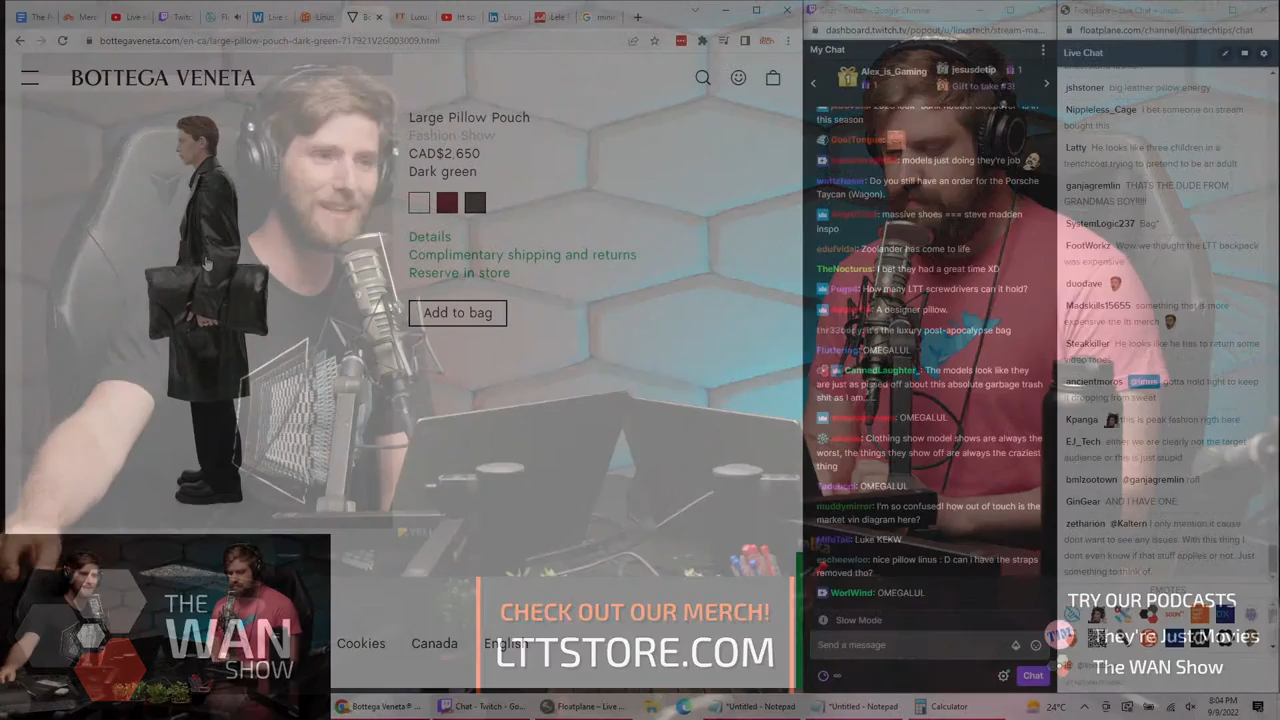 bottegaveneta.com/en-ca/large-pillow-pouch-dark-green-717921V2G003009.html
BOTTEGA VENETA
Large Pillow Pouch
Fashion Show
CAD$2,650
Dark green
Details
Complimentary shipping and returns
Reserve in store
Add to bag
Cookies
Canada
English
THE
WAN
SHOW
CHECK OUT OUR MERCH!
LTTSTORE.COM
dashboard.twitch.tv/popout/u/linustech/stream-ma...
My Chat
Alex_is_Gaming
1
jesusdetip 1
Gift to take #3!
this season
models just doing they're job
Do you still have an order for the Porsche
Taycan (Wagon).
massive shoes === steve madden
inspo
edufvidal: Zoolander has come to life
TheNocturus: I bet they had a great time XD
How many LTT screwdrivers can it hold?
A designer pillow.
it's the luxury post-apocalypse bag
OMEGALUL
CannedLaughter_: The models look like they
are just as pissed off about this absolute garbage trash
shit as I am.....
OMEGALUL
Clothing show model shows are always the
worst, the things they show off are always the craziest
thing
OMEGALUL
muddymirror: I'm so confused! how out of touch is the
market vin diagram here?
Luke KEKW
nice pillow linus : D can i have the straps
removed tho?
WorlWind: OMEGALUL
Slow Mode
Send a message
Chat
floatplane.com/channel/linustechtips/chat
Live Chat
jshstoner big leather pillow energy
Nippleless_Cage I bet someone on stream
bought this
Latty He looks like three children in a
trenchcoat trying to pretend to be an adult
ganjagremlin THATS THE DUDE FROM
GRANDMAS BOY!!!!!
SystemLogic237 Bag*
FootWorkz Wow, we thought the LTT backpack
was expensive
duodave
Madskills15655 something that is more
expensive the lts merch
Steakkiller He looks like he has to return some
video tapes
ancientmoros @linus gotta hold tight to keep
it dropping from sweat
Kpanga this is peak fashion rigth here
EJ_Tech either we are clearly not the target
audience or this is just stupid
bmlzootown @ganjagremlin rofl
GinGear AND I HAVE ONE
zetharion @Kaltern I only mention it cause
dont want to see any issues. With this thing I
dont even know if that stuff applies or not. Just
something to think of.
TRY OUR PODCASTS
They're Just Movies
The WAN Show
Bottega Veneta® ...
Chat - Twitch - Go...
Floatplane – Live ...
*Untitled - Notepad
*Untitled - Notepad
Calculator
24°C
8:04 PM
9/9/2022